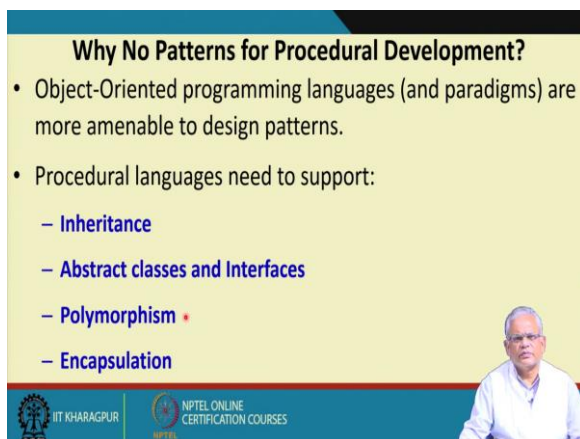 Why No Patterns for Procedural Development?
• Object-Oriented programming languages (and paradigms) are
more amenable to design patterns.
• Procedural languages need to support:
– Inheritance
– Abstract classes and Interfaces
– Polymorphism
– Encapsulation
IIT KHARAGPUR
NPTEL ONLINE
CERTIFICATION COURSES
NPTEL